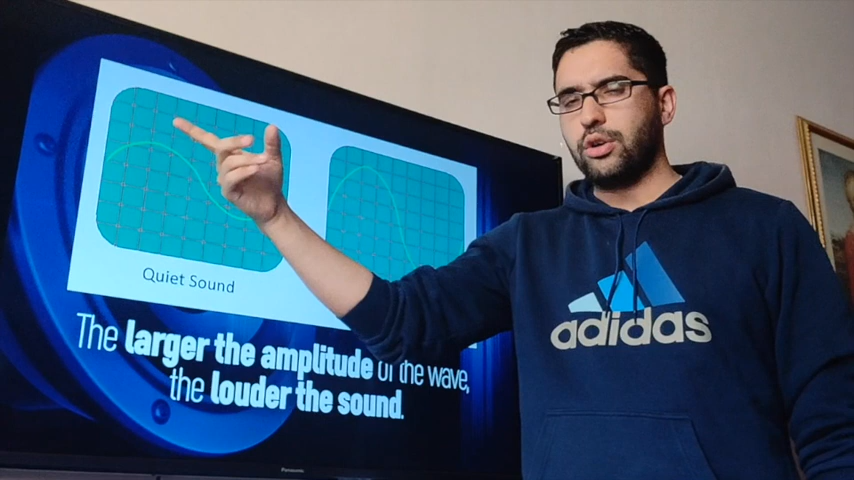 Quiet Sound
The larger the amplitude of the wave,
the louder the sound.
adidas
Panasonic